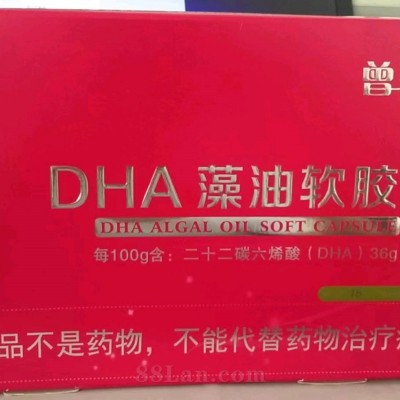 曾
DHA 藻油软胶
DHA ALGAL OIL SOFT CAPSULE
每100g含：二十二碳六烯酸（DHA）36g
品不是药物，不能代替药物治疗
88Lan.com